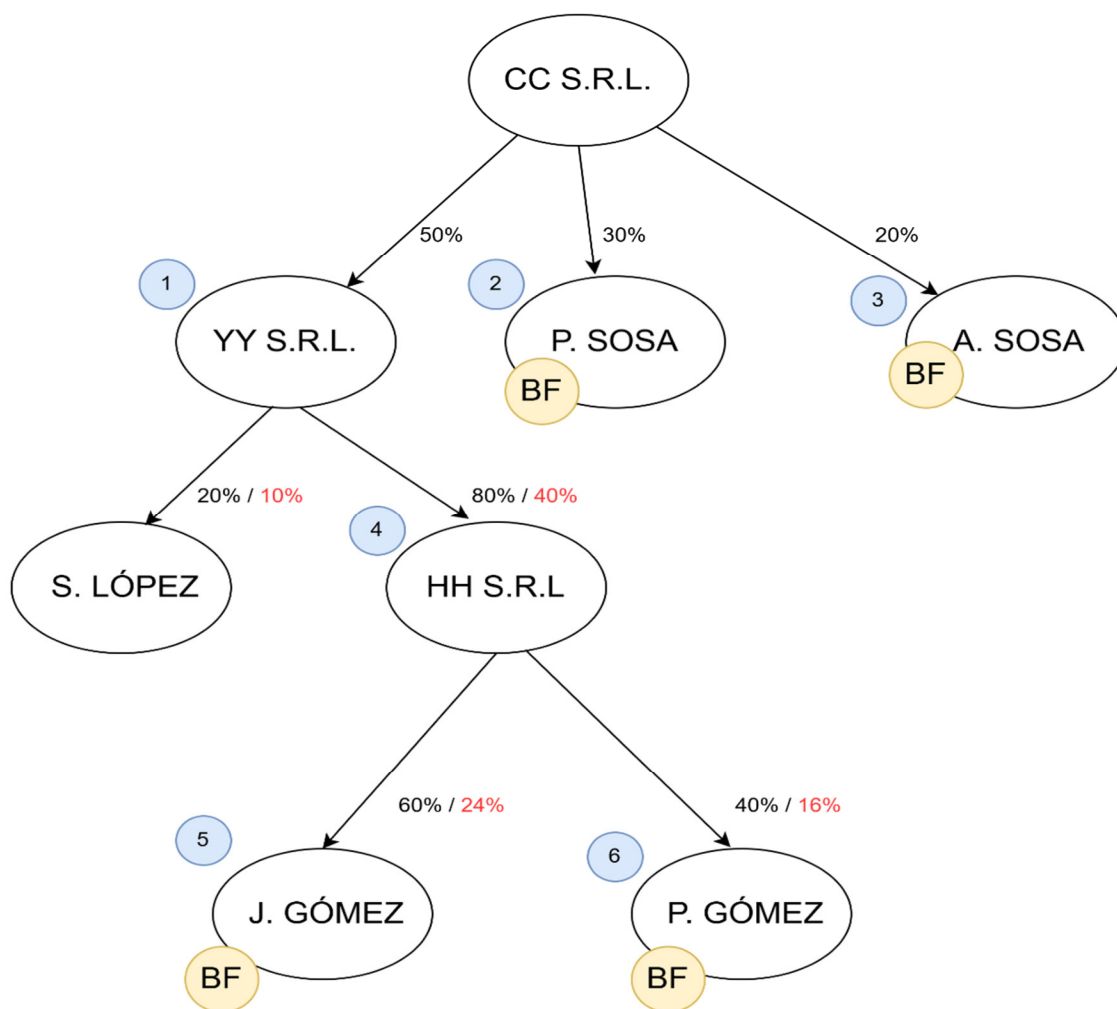 CC S.R.L.
50%
30%
20%
1
2
3
YY S.R.L.
P. SOSA
A. SOSA
BF
BF
20% / 10%
80% / 40%
4
S. LÓPEZ
HH S.R.L
60% / 24%
40% / 16%
5
6
J. GÓMEZ
P. GÓMEZ
BF
BF